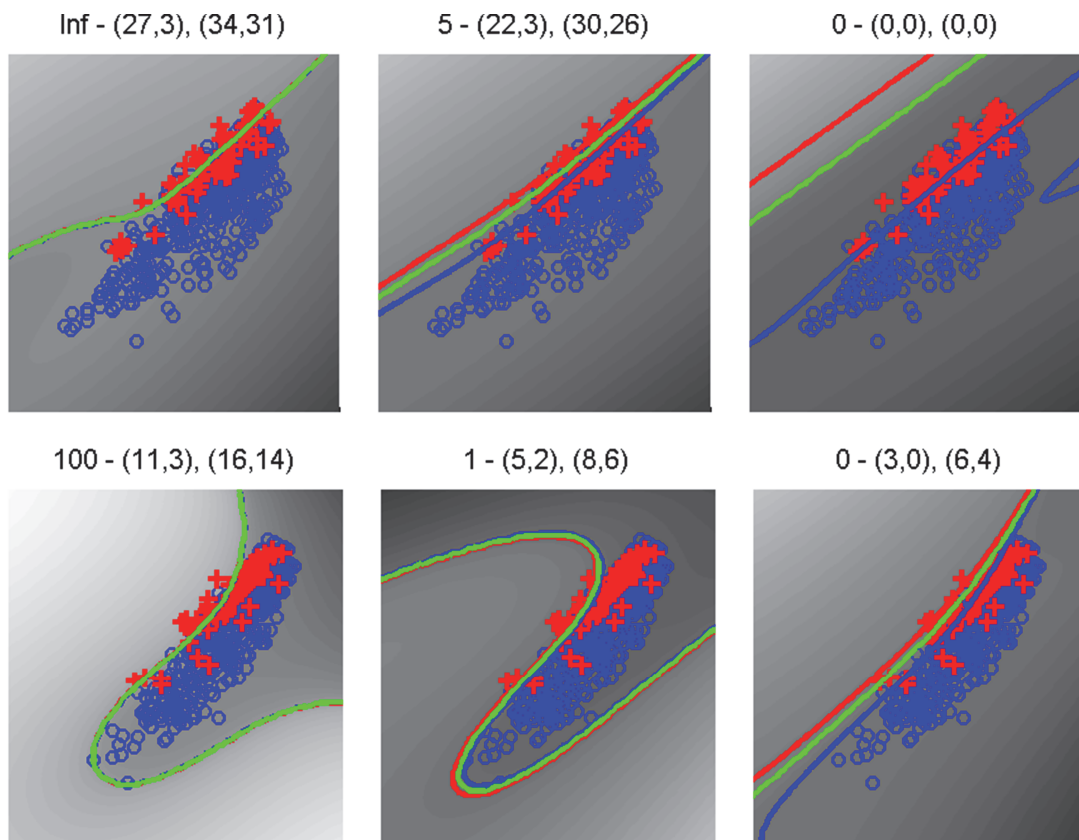 Inf - (27,3), (34,31)
5 - (22,3), (30,26)
0 - (0,0), (0,0)
100 - (11,3), (16,14)
1 - (5,2), (8,6)
0 - (3,0), (6,4)